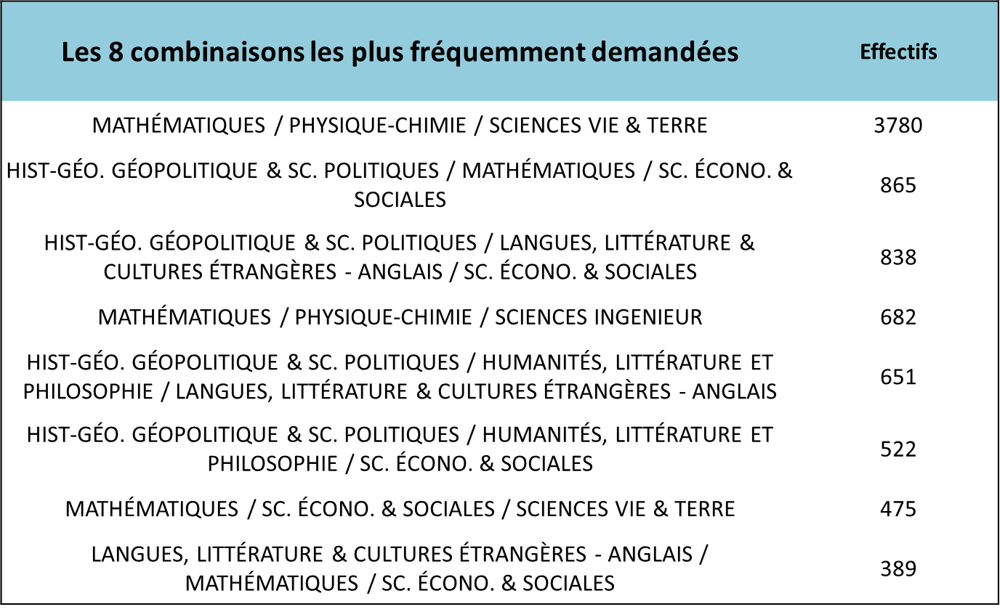 Les 8 combinaisons les plus fréquemment demandées
Effectifs
MATHÉMATIQUES / PHYSIQUE-CHIMIE / SCIENCES VIE & TERRE
3780
HIST-GÉO. GÉOPOLITIQUE & SC. POLITIQUES / MATHÉMATIQUES / SC. ÉCONO. &
SOCIALES
865
HIST-GÉO. GÉOPOLITIQUE & SC. POLITIQUES / LANGUES, LITTÉRATURE &
CULTURES ÉTRANGÈRES - ANGLAIS / SC. ÉCONO. & SOCIALES
838
MATHÉMATIQUES / PHYSIQUE-CHIMIE / SCIENCES INGENIEUR
682
HIST-GÉO. GÉOPOLITIQUE & SC. POLITIQUES / HUMANITÉS, LITTÉRATURE ET
PHILOSOPHIE / LANGUES, LITTÉRATURE & CULTURES ÉTRANGÈRES - ANGLAIS
651
HIST-GÉO. GÉOPOLITIQUE & SC. POLITIQUES / HUMANITÉS, LITTÉRATURE ET
PHILOSOPHIE / SC. ÉCONO. & SOCIALES
522
MATHÉMATIQUES / SC. ÉCONO. & SOCIALES / SCIENCES VIE & TERRE
475
LANGUES, LITTÉRATURE & CULTURES ÉTRANGÈRES - ANGLAIS /
MATHÉMATIQUES / SC. ÉCONO. & SOCIALES
389